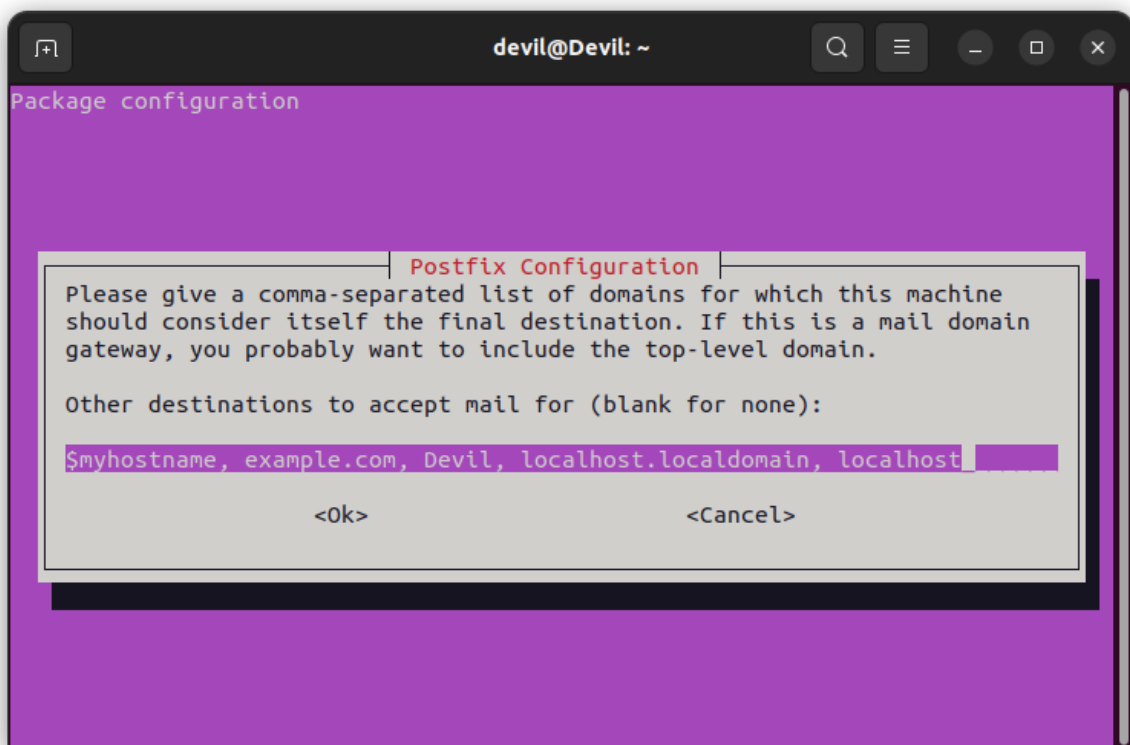 devil@Devil: ~
Package configuration
Postfix Configuration
Please give a comma-separated list of domains for which this machine
should consider itself the final destination. If this is a mail domain
gateway, you probably want to include the top-level domain.
Other destinations to accept mail for (blank for none):
$myhostname, example.com, Devil, localhost.localdomain, localhost
<Ok> <Cancel>